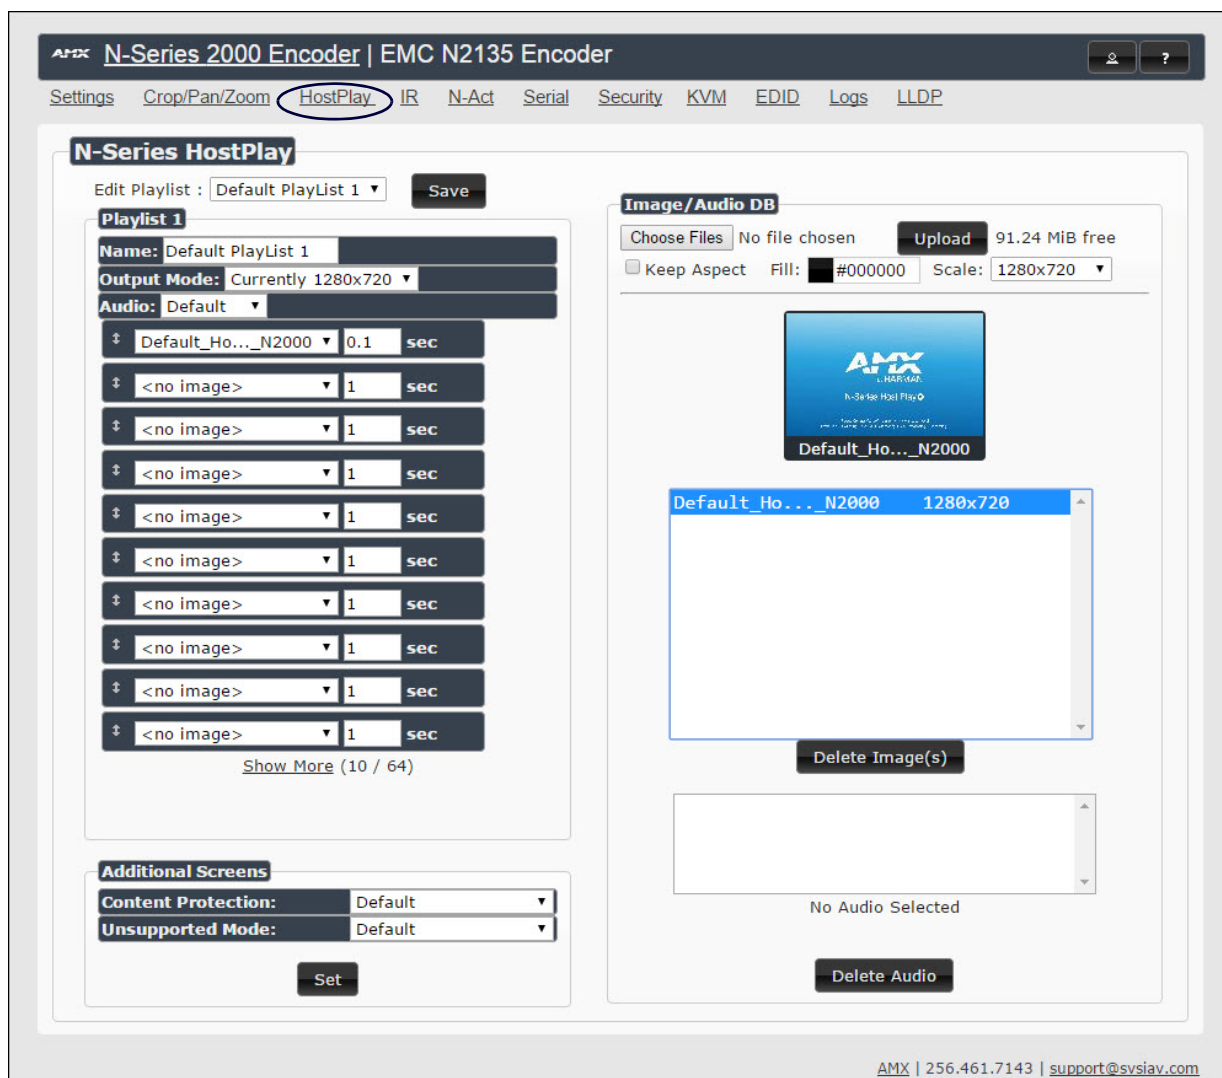 AMX N-Series 2000 Encoder | EMC N2135 Encoder ?
Settings Crop/Pan/Zoom HostPlay IR N-Act Serial Security KVM EDID Logs LLDP
N-Series HostPlay
Edit Playlist : Default PlayList 1 Save
Playlist 1
Name: Default PlayList 1
Output Mode: Currently 1280x720
Audio: Default
Default_Ho..._N2000 0.1 sec
<no image> 1 sec
<no image> 1 sec
<no image> 1 sec
<no image> 1 sec
<no image> 1 sec
<no image> 1 sec
<no image> 1 sec
<no image> 1 sec
<no image> 1 sec
Show More (10 / 64)
Additional Screens
Content Protection: Default
Unsupported Mode: Default
Set
Image/Audio DB
Choose Files No file chosen Upload 91.24 MiB free
Keep Aspect Fill: #000000 Scale: 1280x720
AMX
HARMAN
N-Series Host Play
Default_Ho..._N2000
Default_Ho..._N2000 1280x720
Delete Image(s)
No Audio Selected
Delete Audio
AMX | 256.461.7143 | support@svsiav.com